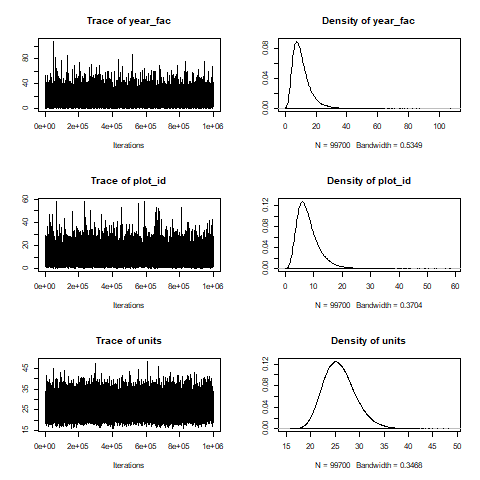 Trace of year_fac
80
40
0
0e+00 2e+05 4e+05 6e+05 8e+05 1e+06
Iterations
Density of year_fac
0.08
0.04
0.00
0 20 40 60 80 100
N = 99700 Bandwidth = 0.5349
Trace of plot_id
60
40
20
0
0e+00 2e+05 4e+05 6e+05 8e+05 1e+06
Iterations
Density of plot_id
0.12
0.08
0.04
0.00
0 10 20 30 40 50 60
N = 99700 Bandwidth = 0.3704
Trace of units
45
35
25
15
0e+00 2e+05 4e+05 6e+05 8e+05 1e+06
Iterations
Density of units
0.12
0.08
0.04
0.00
15 20 25 30 35 40 45 50
N = 99700 Bandwidth = 0.3468